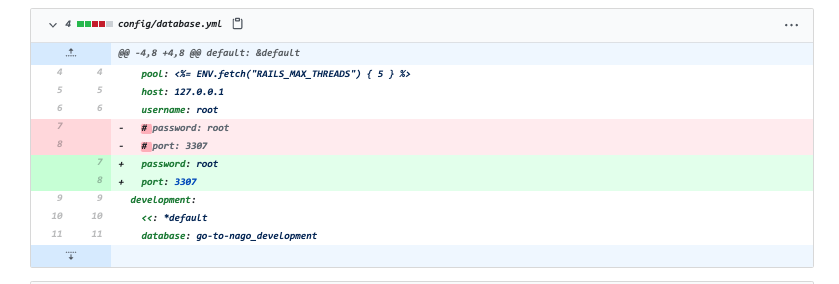 4 config/database.yml
@@ -4,8 +4,8 @@ default: &default
4 4 pool: <%= ENV.fetch("RAILS_MAX_THREADS") { 5 } %>
5 5 host: 127.0.0.1
6 6 username: root
7 - # password: root
8 - # port: 3307
7 + password: root
8 + port: 3307
9 9 development:
10 10 <<: *default
11 11 database: go-to-nago_development